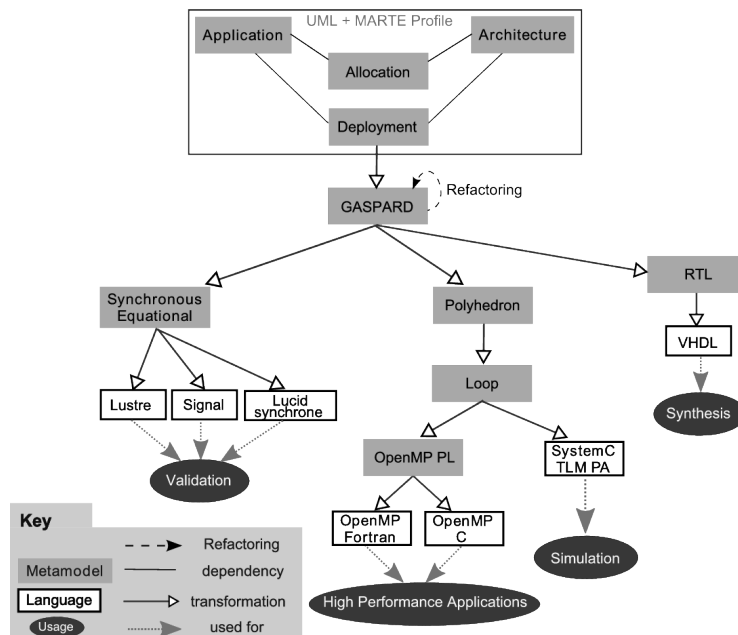 UML + MARTE Profile
Application
Architecture
Allocation
Deployment
GASPARD
Refactoring
Synchronous
Equational
Polyhedron
RTL
VHDL
Loop
Lustre
Signal
Lucid
synchrone
Synthesis
OpenMP PL
SystemC
TLM PA
Validation
OpenMP
Fortran
OpenMP
C
Simulation
High Performance Applications
Key
Refactoring
Metamodel
dependency
Language
transformation
Usage
used for